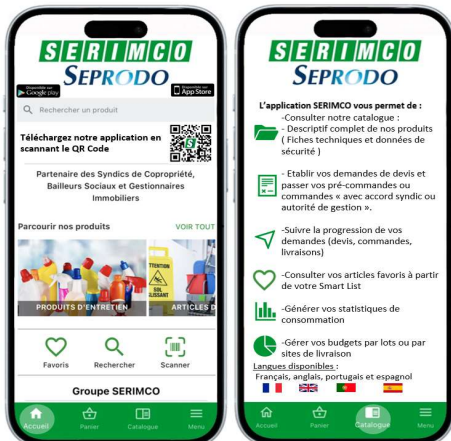 SERIMCO
SEPRODO
Disponible sur
Google play
Disponible sur
App Store
Rechercher un produit
Téléchargez notre application en
scannant le QR Code
Partenaire des Syndics de Copropriété,
Bailleurs Sociaux et Gestionnaires
Immobiliers
Parcourir nos produits
VOIR TOUT
ATTENTION
SOL
GLISSANT
PRODUITS D'ENTRETIEN
ARTICLES D
Favoris
Rechercher
Scanner
Groupe SERIMCO
Accueil
Panier
Catalogue
Menu
SERIMCO
SEPRODO
L'application SERIMCO vous permet de :
-Consulter notre catalogue :
- Descriptif complet de nos produits
( Fiches techniques et données de
sécurité )
- Etablir vos demandes de devis et
passer vos pré-commandes ou
commandes « avec accord syndic ou
autorité de gestion ».
-Suivre la progression de vos
demandes (devis, commandes,
livraisons)
-Consulter vos articles favoris à partir
de votre Smart List
-Générer vos statistiques de
consommation
-Gérer vos budgets par lots ou par
sites de livraison
Langues disponibles :
Français, anglais, portugais et espagnol
Accueil
Panier
Catalogue
Menu